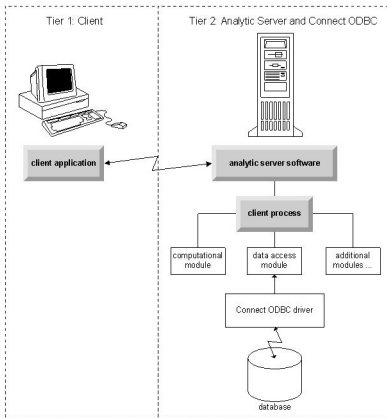 Tier 1: Client
Tier 2: Analytic Server and Connect ODBC
client application
analytic server software
client process
computational
module
data access
module
additional
modules ...
Connect ODBC driver
database